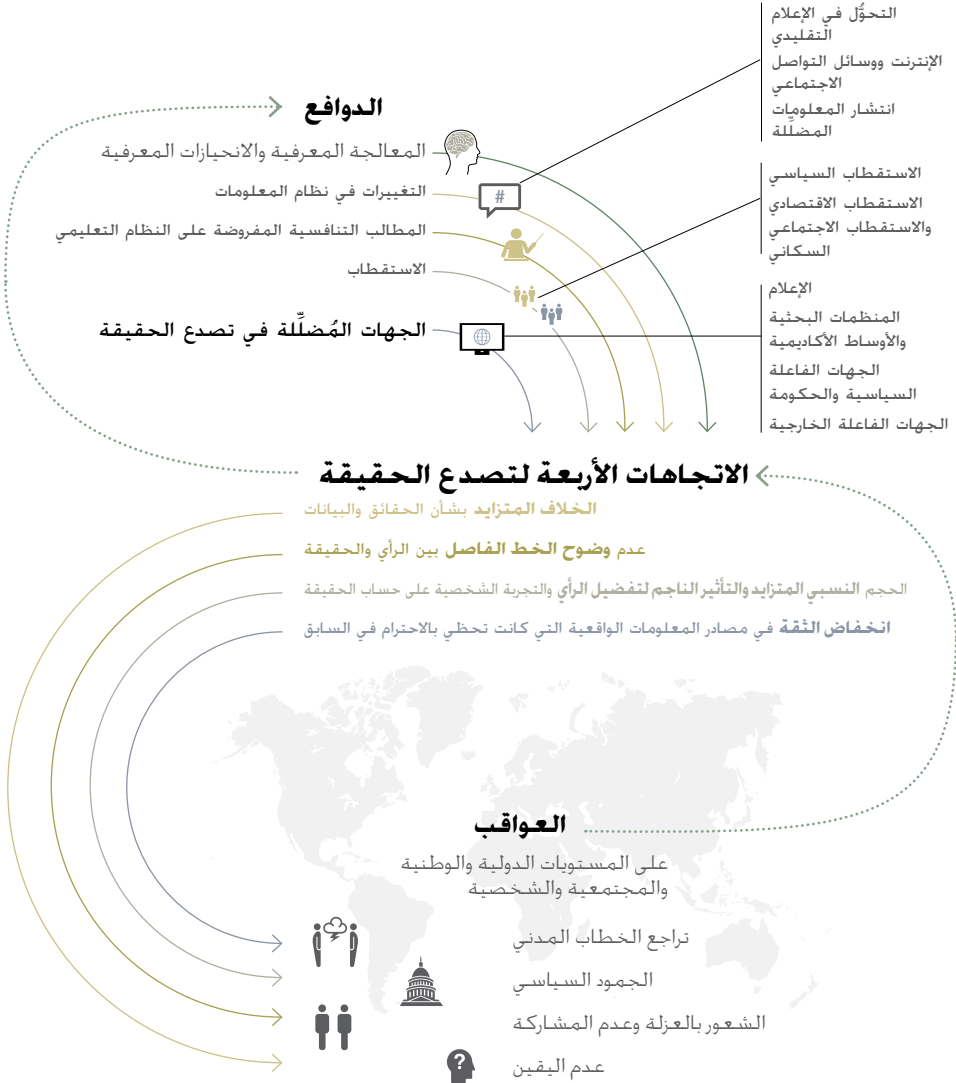 التحوُّل في الإعلام
التقليدي
الإنترنت ووسائل التواصل
الاجتماعي
انتشار المعلومات
المضلِّلة
الدوافع
المعالجة المعرفية والانحيازات المعرفية
التغييرات في نظام المعلومات
#
المطالب التنافسية المفروضة على النظام التعليمي
الاستقطاب
الاستقطاب السياسي
الاستقطاب الاقتصادي
والاستقطاب الاجتماعي
السكاني
الجهات المُضلِّلة في تصدع الحقيقة
الإعلام
المنظمات البحثية
والأوساط الأكاديمية
الجهات الفاعلة
السياسية والحكومة
الجهات الفاعلة الخارجية
الاتجاهات الأربعة لتصدع الحقيقة
الخلاف المتزايد بشأن الحقائق والبيانات
عدم وضوح الخط الفاصل بين الرأي والحقيقة
الحجم النسبي المتزايد والتأثير الناجم لتفضيل الرأي والتجربة الشخصية على حساب الحقيقة
انخفاض الثقة في مصادر المعلومات الواقعية التي كانت تحظي بالاحترام في السابق
العواقب
على المستويات الدولية والوطنية
والمجتمعية والشخصية
تراجع الخطاب المدني
الجمود السياسي
الشعور بالعزلة وعدم المشاركة
عدم اليقين
?